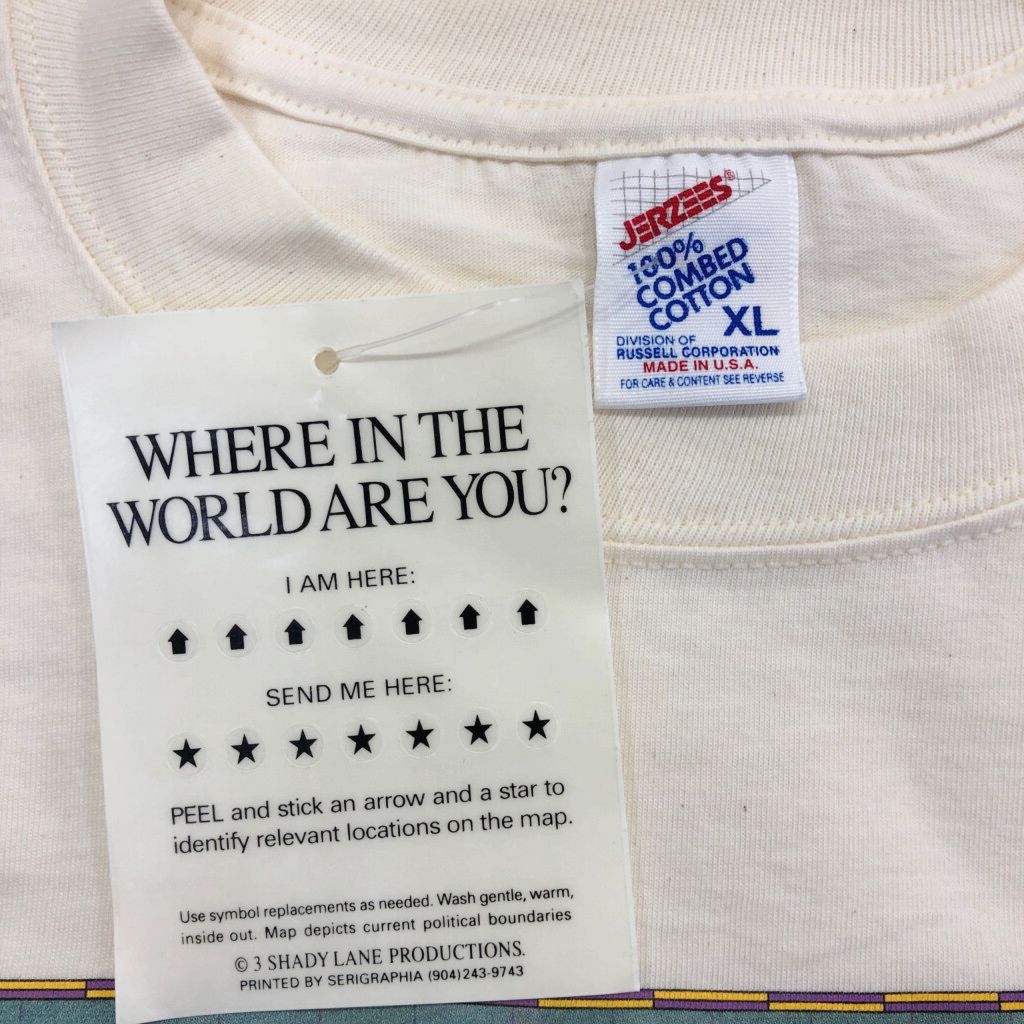 JERZEES®
100%
COMBED
COTTON
XL
DIVISION OF
RUSSELL CORPORATION
MADE IN U.S.A.
FOR CARE & CONTENT SEE REVERSE
WHERE IN THE
WORLD ARE YOU?
I AM HERE:
SEND ME HERE:
PEEL and stick an arrow and a star to
identify relevant locations on the map.
Use symbol replacements as needed. Wash gentle, warm,
inside out. Map depicts current political boundaries
© 3 SHADY LANE PRODUCTIONS.
PRINTED BY SERIGRAPHIA (904) 243-9743